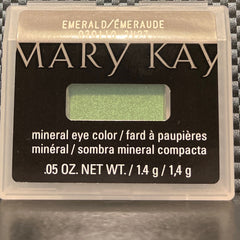 EMERALD/ÉMERAUDE
MARY KAY
mineral eye color / fard à paupières
minéral / sombra mineral compacta
.05 OZ. NET WT. / 1.4 g / 1,4 g